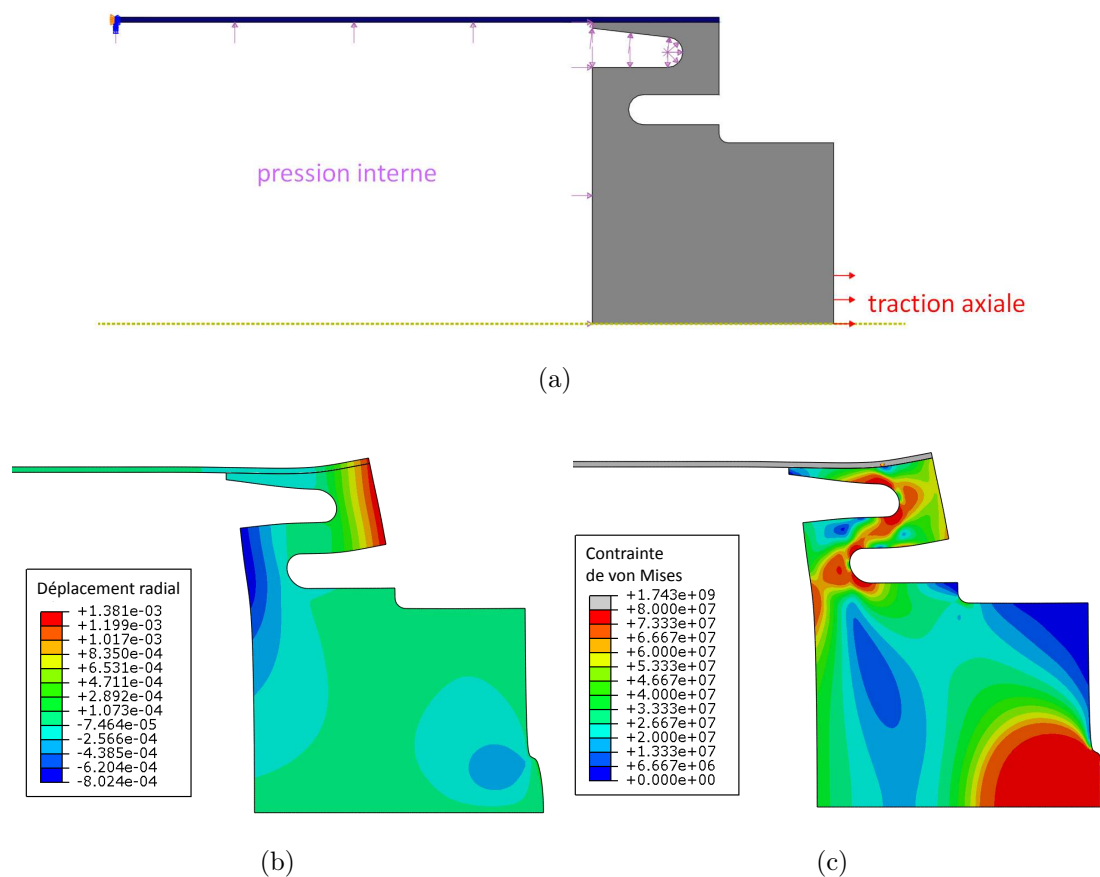 pression interne
traction axiale
(a)
Déplacement radial
+1.381e-03
+1.199e-03
+1.017e-03
+8.350e-04
+6.531e-04
+4.711e-04
+2.892e-04
+1.073e-04
-7.464e-05
-2.566e-04
-4.385e-04
-6.204e-04
-8.024e-04
(b)
Contrainte
de von Mises
+1.743e+09
+8.000e+07
+7.333e+07
+6.667e+07
+6.000e+07
+5.333e+07
+4.667e+07
+4.000e+07
+3.333e+07
+2.667e+07
+2.000e+07
+1.333e+07
+6.667e+06
+0.000e+00
(c)